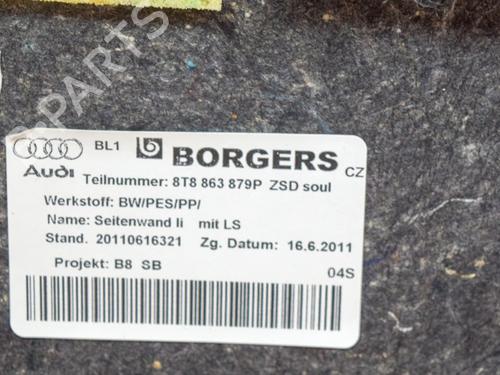 BL1 BORGERS CZ
Audi Teilnummer: 8T8 863 879P ZSD soul
Werkstoff: BW/PES/PP/
Name: Seitenwand li mit LS
Stand. 20110616321 Zg. Datum: 16.6.2011
Projekt: B8 SB 04S